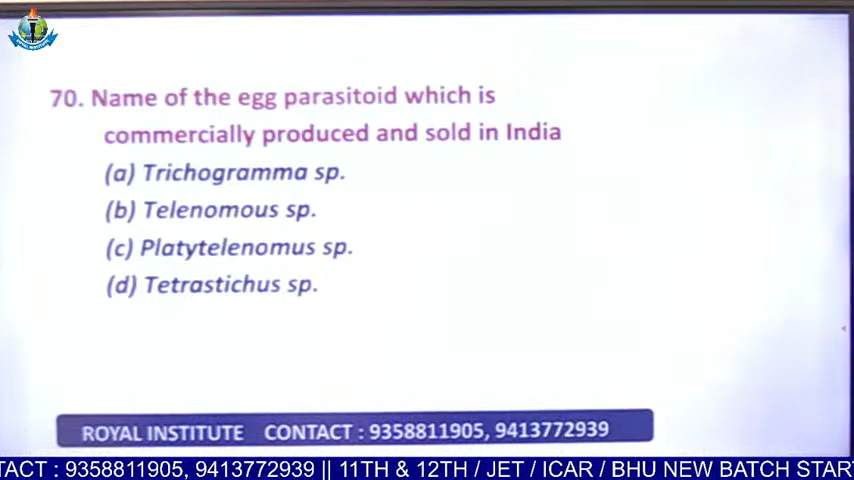 ROYAL INSTITUTE
70. Name of the egg parasitoid which is
commercially produced and sold in India
(a) Trichogramma sp.
(b) Telenomous sp.
(c) Platytelenomus sp.
(d) Tetrastichus sp.
ROYAL INSTITUTE CONTACT : 9358811905, 9413772939
TACT : 9358811905, 9413772939 || 11TH & 12TH / JET / ICAR / BHU NEW BATCH START